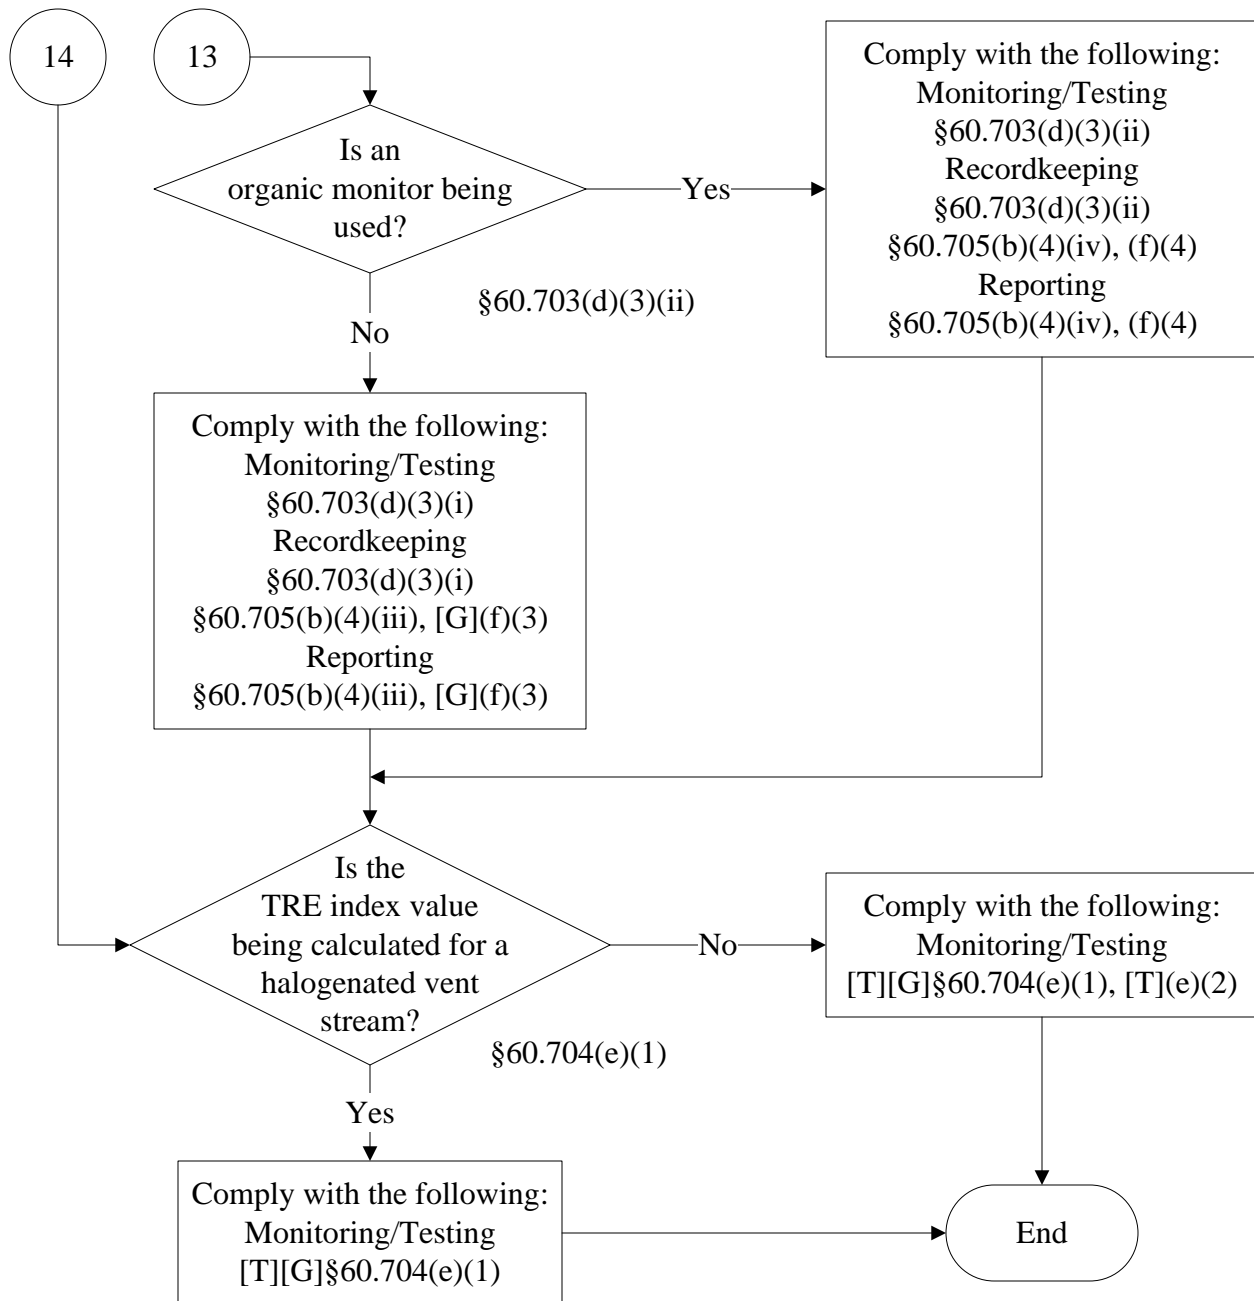 14
13
Is an
organic monitor being
used?
Yes
Comply with the following:
Monitoring/Testing
§60.703(d)(3)(ii)
Recordkeeping
§60.703(d)(3)(ii)
§60.705(b)(4)(iv), (f)(4)
Reporting
§60.705(b)(4)(iv), (f)(4)
§60.703(d)(3)(ii)
No
Comply with the following:
Monitoring/Testing
§60.703(d)(3)(i)
Recordkeeping
§60.703(d)(3)(i)
§60.705(b)(4)(iii), [G](f)(3)
Reporting
§60.705(b)(4)(iii), [G](f)(3)
Is the
TRE index value
being calculated for a
halogenated vent
stream?
No
Comply with the following:
Monitoring/Testing
[T][G]§60.704(e)(1), [T](e)(2)
§60.704(e)(1)
Yes
Comply with the following:
Monitoring/Testing
[T][G]§60.704(e)(1)
End